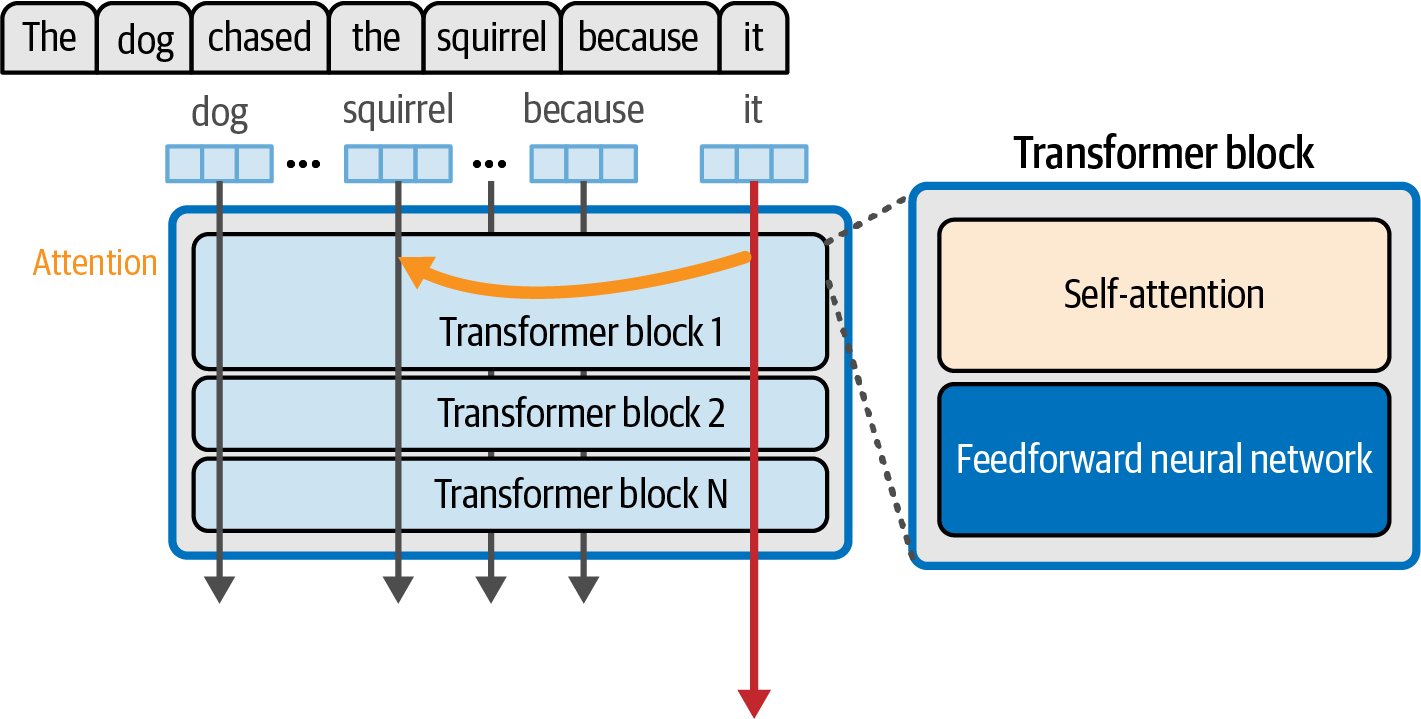 The dog chased the squirrel because it
dog ... squirrel ... because it
Transformer block
Attention
Self-attention
Transformer block 1
Transformer block 2
Feedforward neural network
Transformer block N